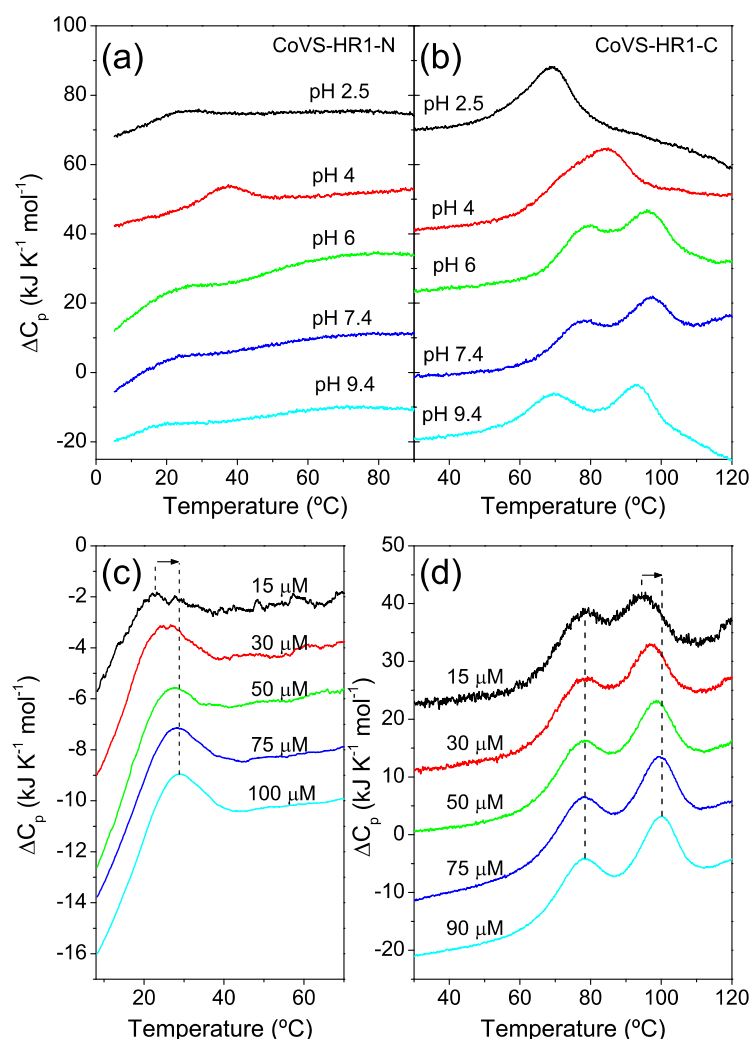 (a)
CoVS-HR1-N
pH 2.5
pH 4
pH 6
pH 7.4
pH 9.4
100
80
60
40
20
0
-20
ΔCp (kJ K⁻¹ mol⁻¹)
0 20 40 60 80
Temperature (ºC)
(b)
CoVS-HR1-C
pH 2.5
pH 4
pH 6
pH 7.4
pH 9.4
40 60 80 100 120
Temperature (ºC)
(c)
15 μM
30 μM
50 μM
75 μM
100 μM
0
-2
-4
-6
-8
-10
-12
-14
-16
ΔCp (kJ K⁻¹ mol⁻¹)
20 40 60
Temperature (ºC)
(d)
15 μM
30 μM
50 μM
75 μM
90 μM
50
40
30
20
10
0
-10
-20
ΔCp (kJ K⁻¹ mol⁻¹)
40 60 80 100 120
Temperature (ºC)